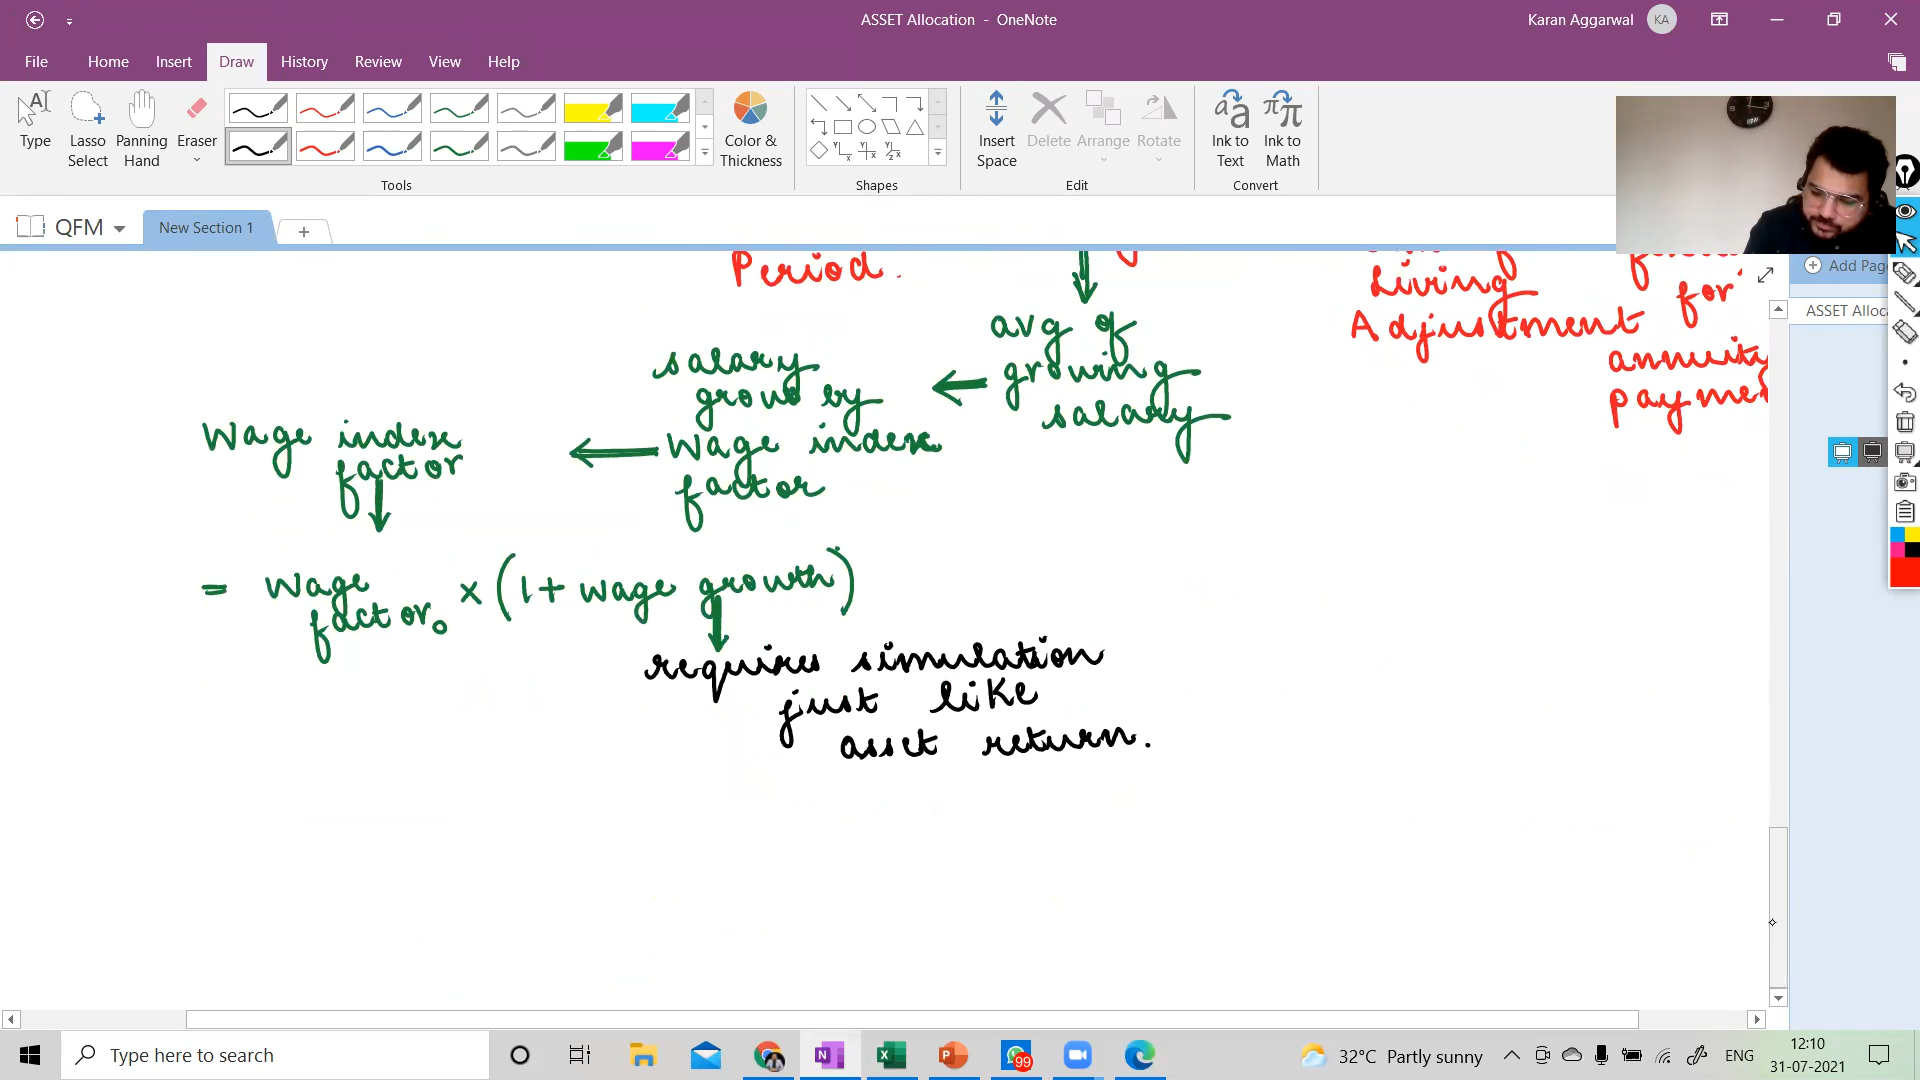 ASSET Allocation - OneNote
Karan Aggarwal KA
File Home Insert Draw History Review View Help
Type
Lasso Select
Panning Hand
Eraser
Color & Thickness
Insert Space
Delete Arrange Rotate
Ink to Text
Ink to Math
Tools Shapes Edit Convert
QFM New Section 1 +
Add Page
ASSET Alloca
Period.
Living
Adjustment
for
annuity
payment
avg of
growing
salary
salary
grows by
Wage index
factor
Wage index
factor
= Wage factor₀ × (1 + wage growth)
requires simulation
just like
asset return.
Type here to search
99
32°C Partly sunny
ENG
12:10
31-07-2021